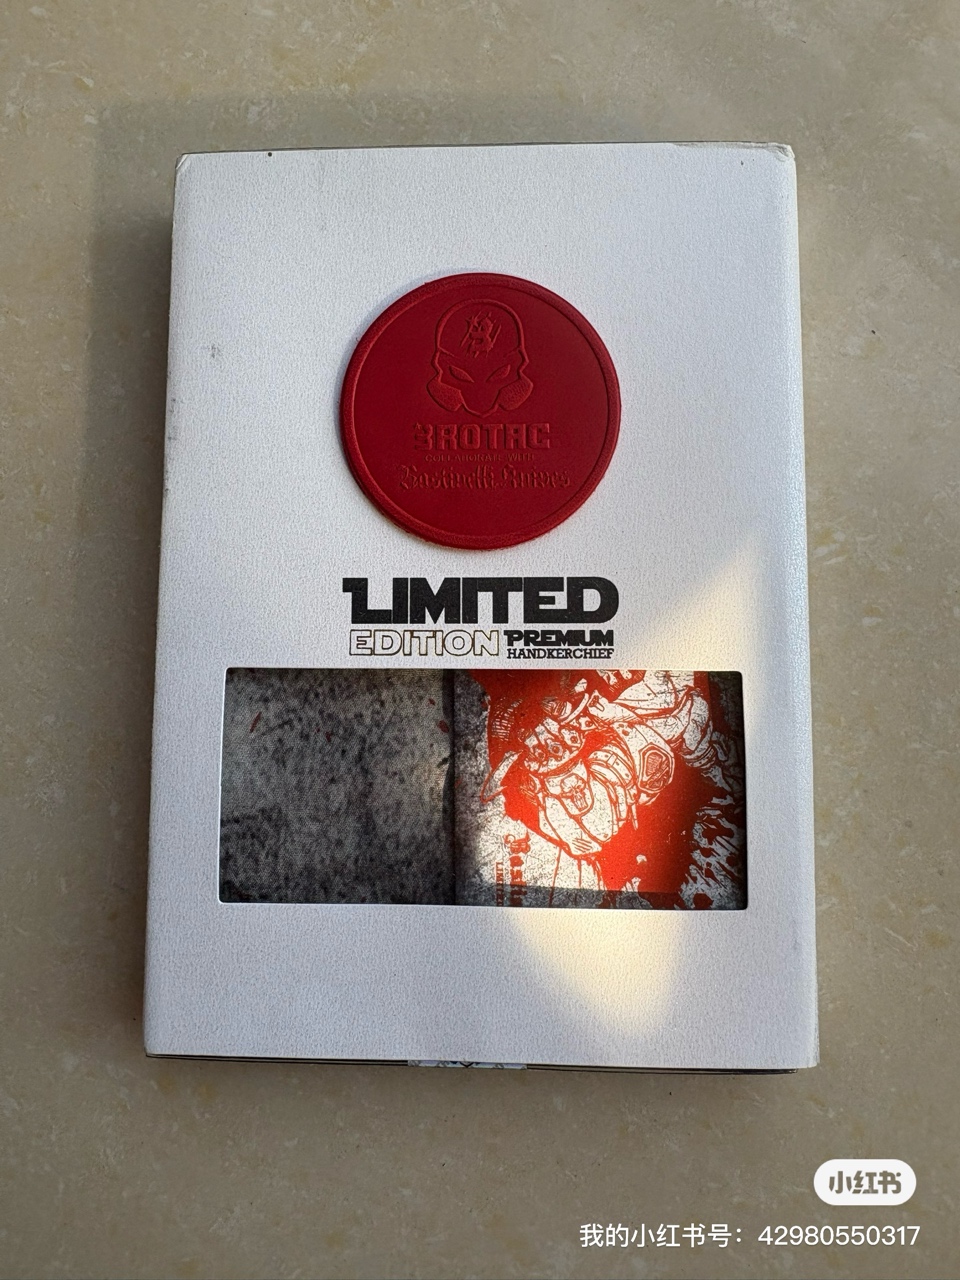 BROTAC
COLLABORATE WITH
Bastinelli Knives
LIMITED
EDITION PREMIUM
HANDKERCHIEF
小红书
我的小红书号：42980550317